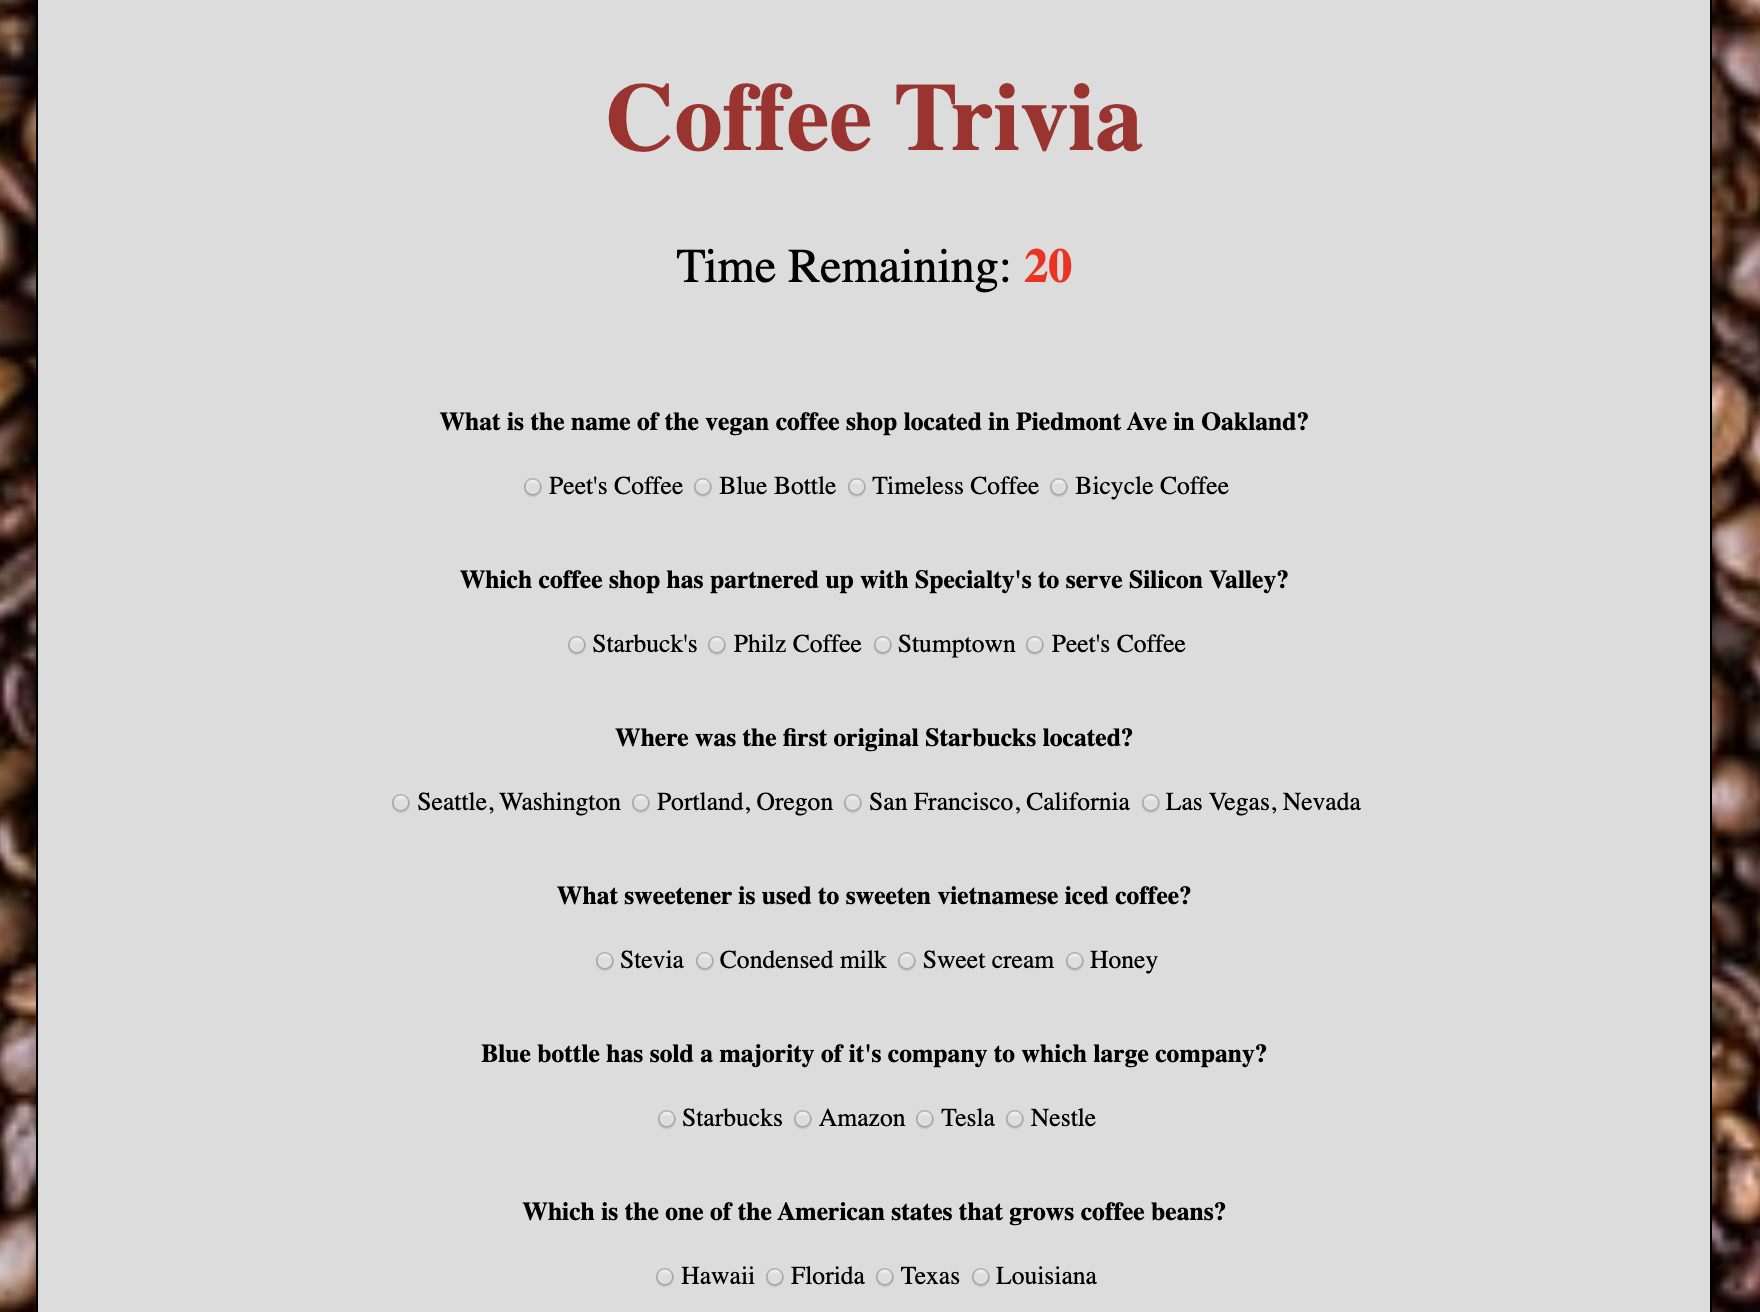 Coffee Trivia
Time Remaining: 20
What is the name of the vegan coffee shop located in Piedmont Ave in Oakland?
Peet's Coffee Blue Bottle Timeless Coffee Bicycle Coffee
Which coffee shop has partnered up with Specialty's to serve Silicon Valley?
Starbuck's Philz Coffee Stumptown Peet's Coffee
Where was the first original Starbucks located?
Seattle, Washington Portland, Oregon San Francisco, California Las Vegas, Nevada
What sweetener is used to sweeten vietnamese iced coffee?
Stevia Condensed milk Sweet cream Honey
Blue bottle has sold a majority of it's company to which large company?
Starbucks Amazon Tesla Nestle
Which is the one of the American states that grows coffee beans?
Hawaii Florida Texas Louisiana